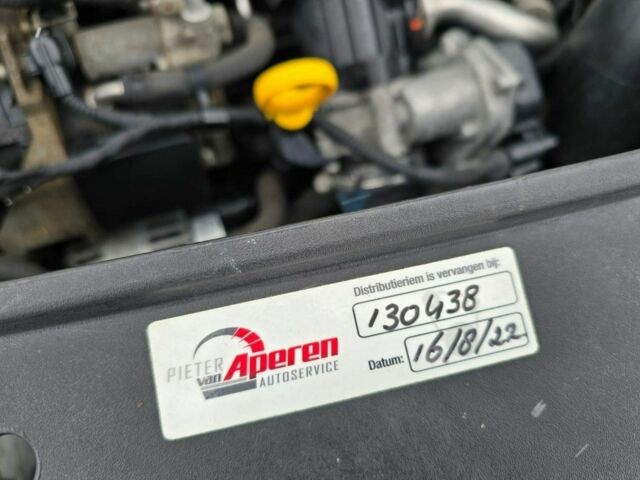 PIETER
van Aperen
AUTOSERVICE
Distributieriem is vervangen bij:
130438
Datum: 16/8/22